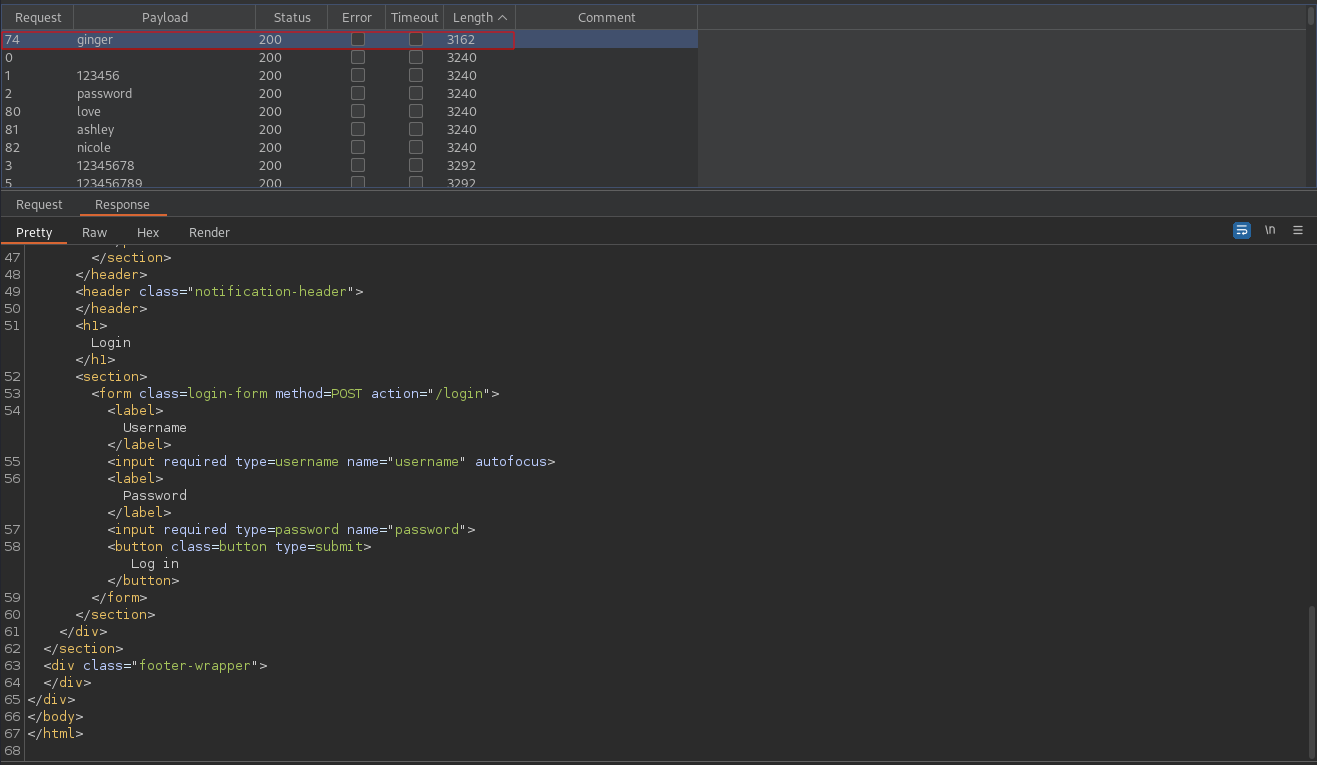 Request Payload Status Error Timeout Length Comment
74 ginger 200 3162
0 200 3240
1 123456 200 3240
2 password 200 3240
80 love 200 3240
81 ashley 200 3240
82 nicole 200 3240
3 12345678 200 3292
5 123456789 200 3292
Request Response
Pretty Raw Hex Render \n
47 </section>
48 </header>
49 <header class="notification-header">
50 </header>
51 <h1>
Login
</h1>
52 <section>
53 <form class=login-form method=POST action="/login">
54 <label>
Username
</label>
55 <input required type=username name="username" autofocus>
56 <label>
Password
</label>
57 <input required type=password name="password">
58 <button class=button type=submit>
Log in
</button>
59 </form>
60 </section>
61 </div>
62 </section>
63 <div class="footer-wrapper">
64 </div>
65 </div>
66 </body>
67 </html>
68